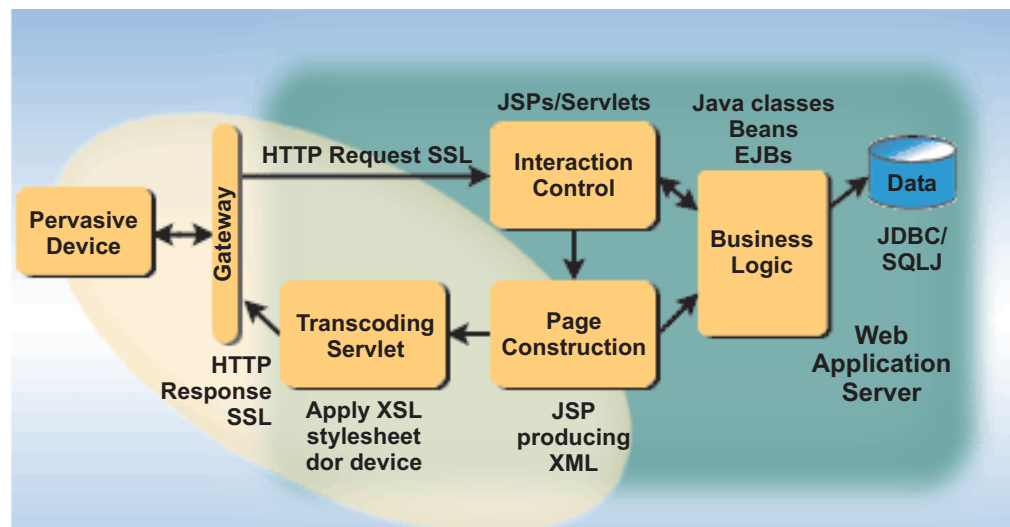 JSPs/Servlets
Java classes
Beans
EJBs
HTTP Request SSL
Interaction
Control
Data
Pervasive
Device
Gateway
Business
Logic
JDBC/
SQLJ
Transcoding
Servlet
Page
Construction
Web
Application
Server
HTTP
Response
SSL
Apply XSL
stylesheet
dor device
JSP
producing
XML